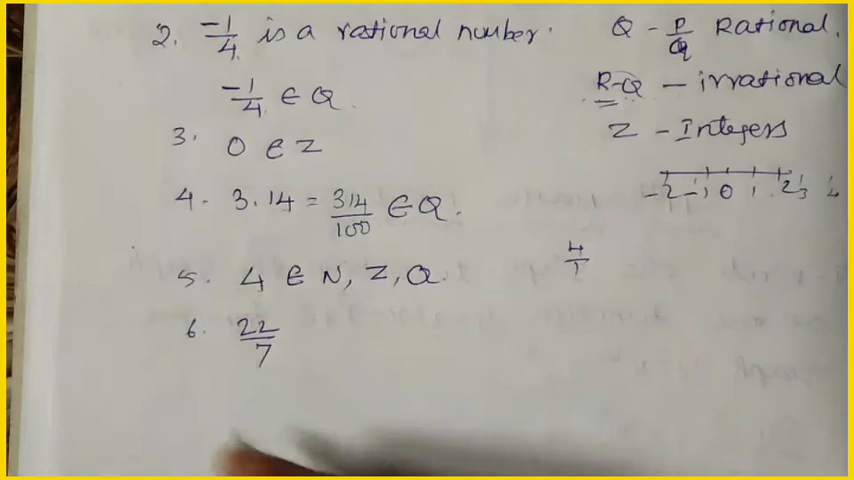 2. -1/4 is a rational number.
-1/4 ∈ Q
3. 0 ∈ Z
4. 3.14 = 314/100 ∈ Q.
5. 4 ∈ N, Z, Q.
6. 22/7
Q - P/q Rational.
R-Q - irrational
Z - Integers
-2 -1 0 1 2 3 4
4/1